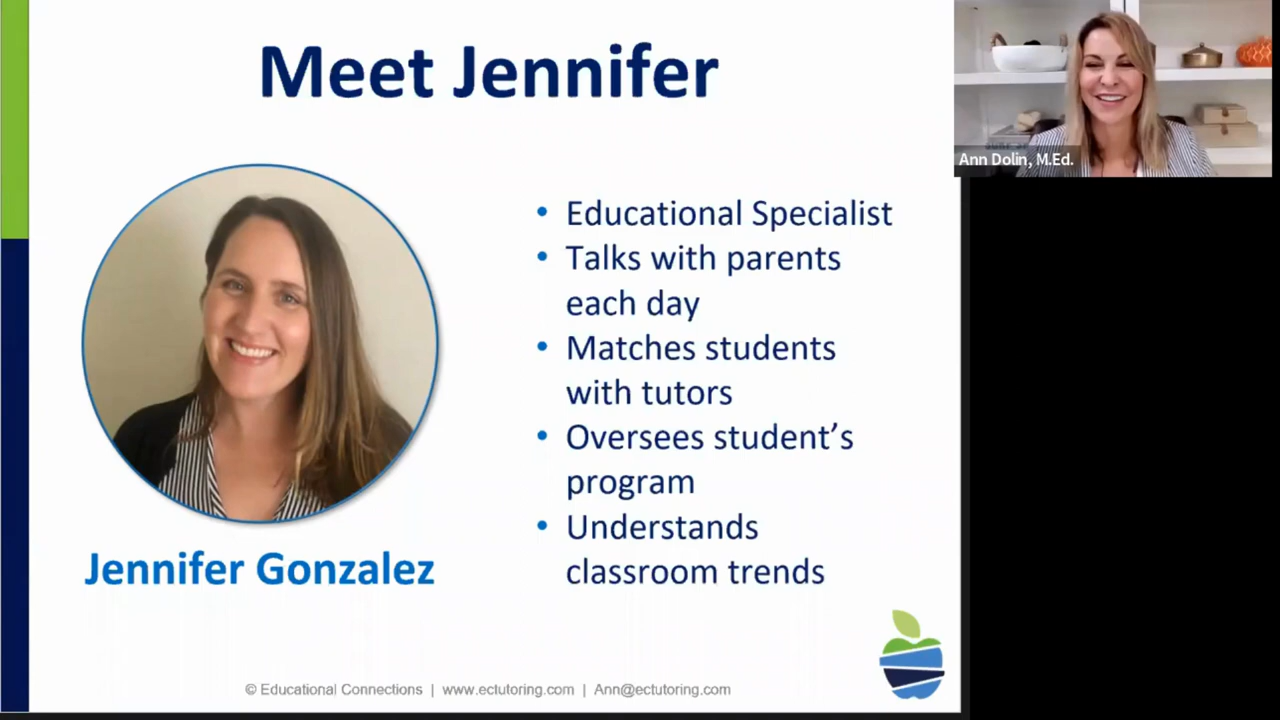 Meet Jennifer
Ann Dolin, M.Ed.
• Educational Specialist
• Talks with parents
each day
• Matches students
with tutors
• Oversees student’s
program
• Understands
classroom trends
Jennifer Gonzalez
© Educational Connections | www.ectutoring.com | Ann@ectutoring.com